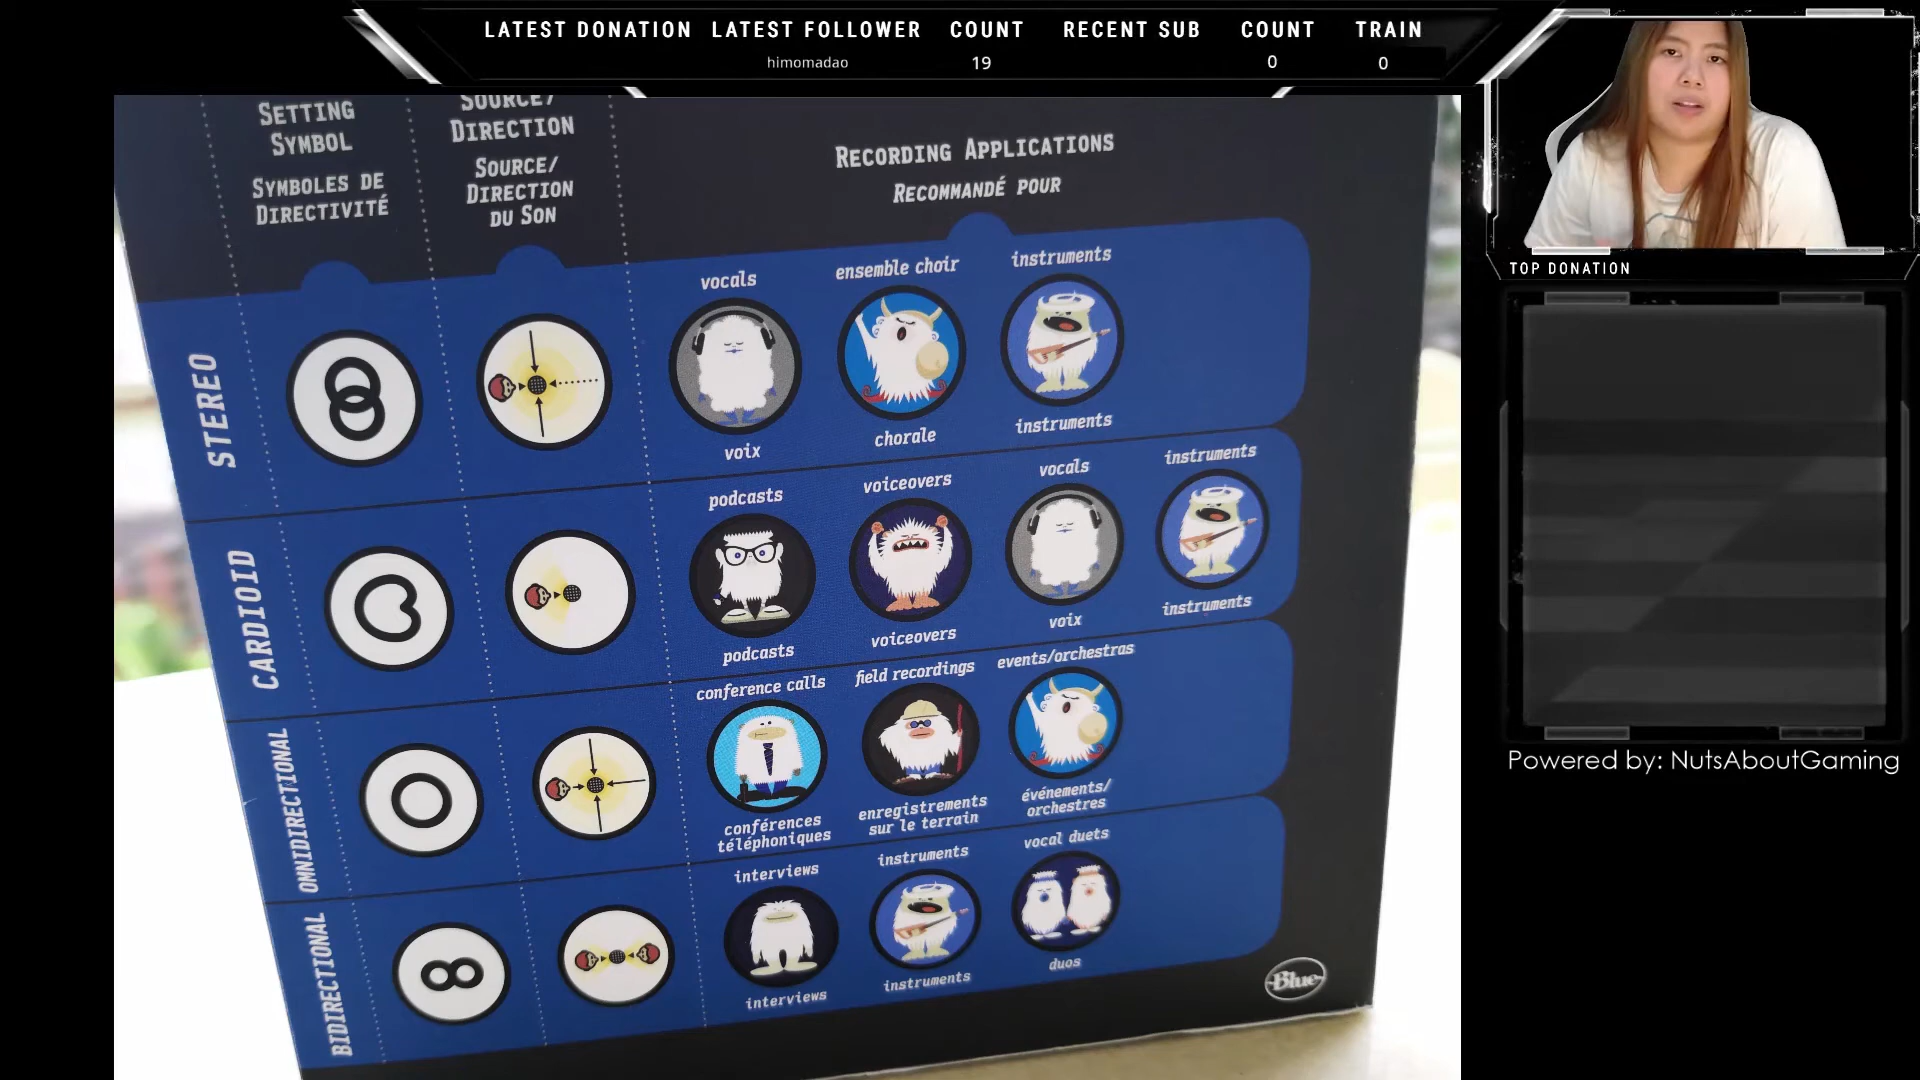 LATEST DONATION LATEST FOLLOWER COUNT RECENT SUB COUNT TRAIN
himomadao 19 0 0
TOP DONATION
Powered by: NutsAboutGaming
SETTING
SYMBOL
SYMBOLES DE
DIRECTIVITÉ
SOURCE/
DIRECTION
SOURCE/
DIRECTION
DU SON
RECORDING APPLICATIONS
RECOMMANDÉ POUR
STEREO
vocals
voix
ensemble choir
chorale
instruments
instruments
CARDIOID
podcasts
podcasts
voiceovers
voiceovers
vocals
voix
instruments
instruments
OMNIDIRECTIONAL
conference calls
conférences
téléphoniques
field recordings
enregistrements
sur le terrain
events/orchestras
événements/
orchestres
BIDIRECTIONAL
interviews
interviews
instruments
instruments
vocal duets
duos
Blue